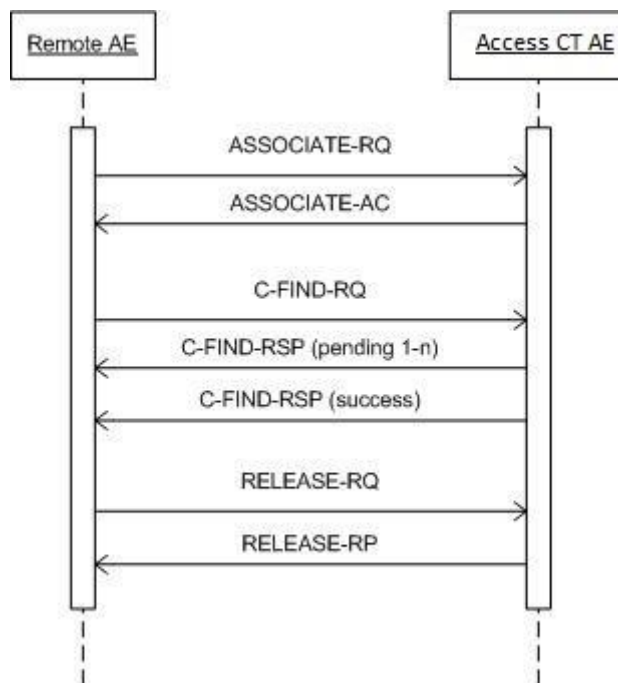 Remote AE
Access CT AE
ASSOCIATE-RQ
ASSOCIATE-AC
C-FIND-RQ
C-FIND-RSP (pending 1-n)
C-FIND-RSP (success)
RELEASE-RQ
RELEASE-RP